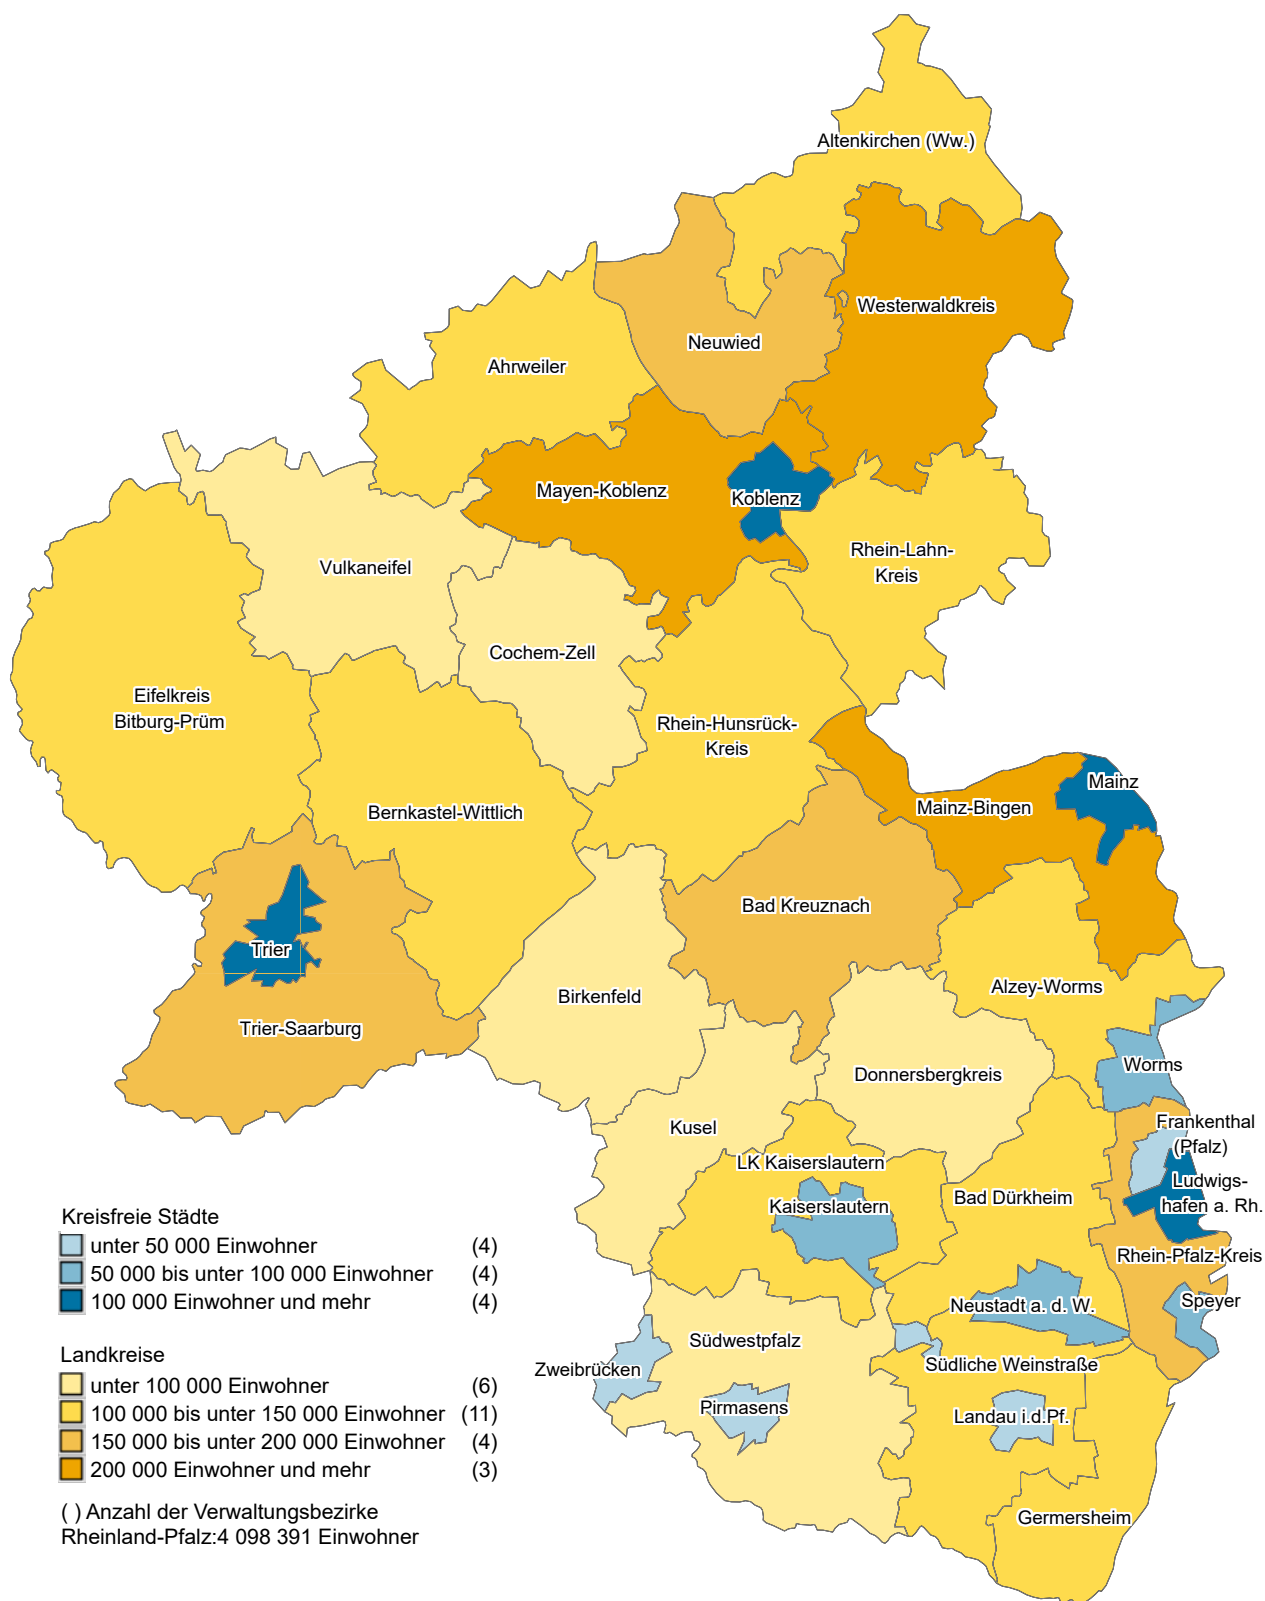 Altenkirchen (Ww.)
Westerwaldkreis
Neuwied
Ahrweiler
Mayen-Koblenz
Koblenz
Rhein-Lahn-
Kreis
Vulkaneifel
Cochem-Zell
Eifelkreis
Bitburg-Prüm
Rhein-Hunsrück-
Kreis
Mainz
Mainz-Bingen
Bernkastel-Wittlich
Bad Kreuznach
Trier
Alzey-Worms
Birkenfeld
Trier-Saarburg
Worms
Donnersbergkreis
Kusel
Frankenthal
(Pfalz)
LK Kaiserslautern
Ludwigs-
hafen a. Rh.
Bad Dürkheim
Kaiserslautern
Rhein-Pfalz-Kreis
Speyer
Neustadt a. d. W.
Südwestpfalz
Südliche Weinstraße
Zweibrücken
Pirmasens
Landau i.d.Pf.
Germersheim
Kreisfreie Städte
unter 50 000 Einwohner (4)
50 000 bis unter 100 000 Einwohner (4)
100 000 Einwohner und mehr (4)
Landkreise
unter 100 000 Einwohner (6)
100 000 bis unter 150 000 Einwohner (11)
150 000 bis unter 200 000 Einwohner (4)
200 000 Einwohner und mehr (3)
( ) Anzahl der Verwaltungsbezirke
Rheinland-Pfalz:4 098 391 Einwohner